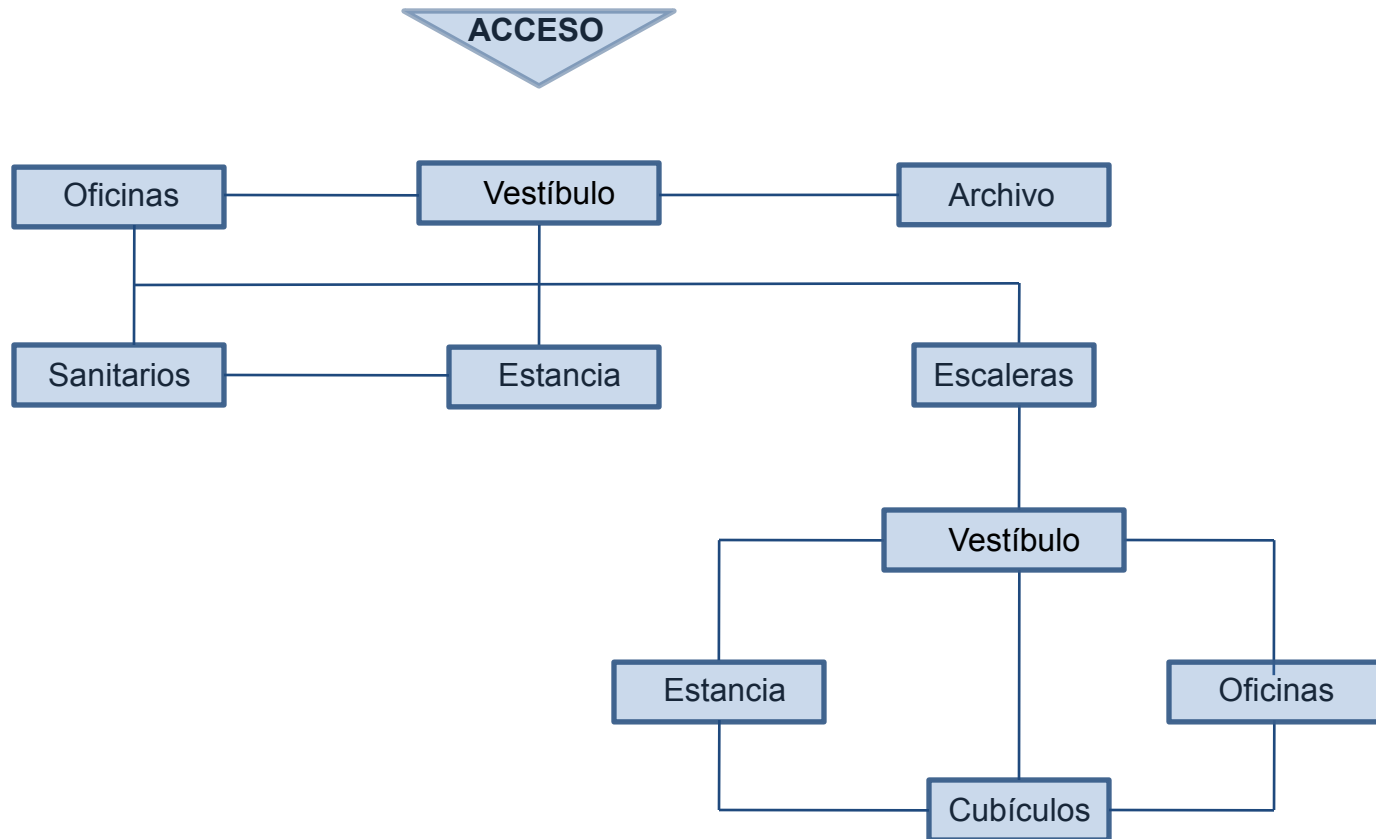 ACCESO
Oficinas
Vestíbulo
Archivo
Sanitarios
Estancia
Escaleras
Vestíbulo
Estancia
Oficinas
Cubículos